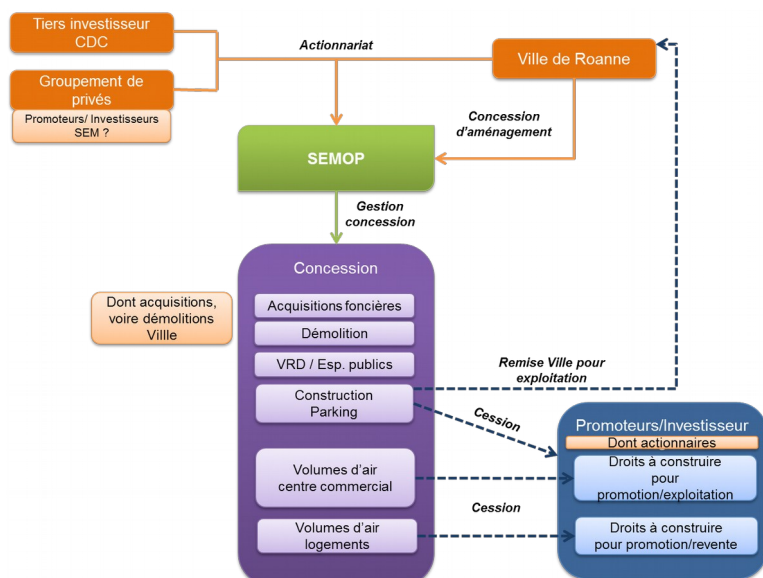 Tiers investisseur
CDC
Actionnariat
Ville de Roanne
Groupement de
privés
Promoteurs/ Investisseurs
SEM ?
Concession
d'aménagement
SEMOP
Gestion
concession
Concession
Dont acquisitions,
voire démolitions
Villle
Acquisitions foncières
Démolition
VRD / Esp. publics
Remise Ville pour
exploitation
Construction
Parking
Cession
Promoteurs/Investisseur
Dont actionnaires
Volumes d'air
centre commercial
Droits à construire
pour
promotion/exploitation
Cession
Volumes d'air
logements
Droits à construire
pour promotion/revente